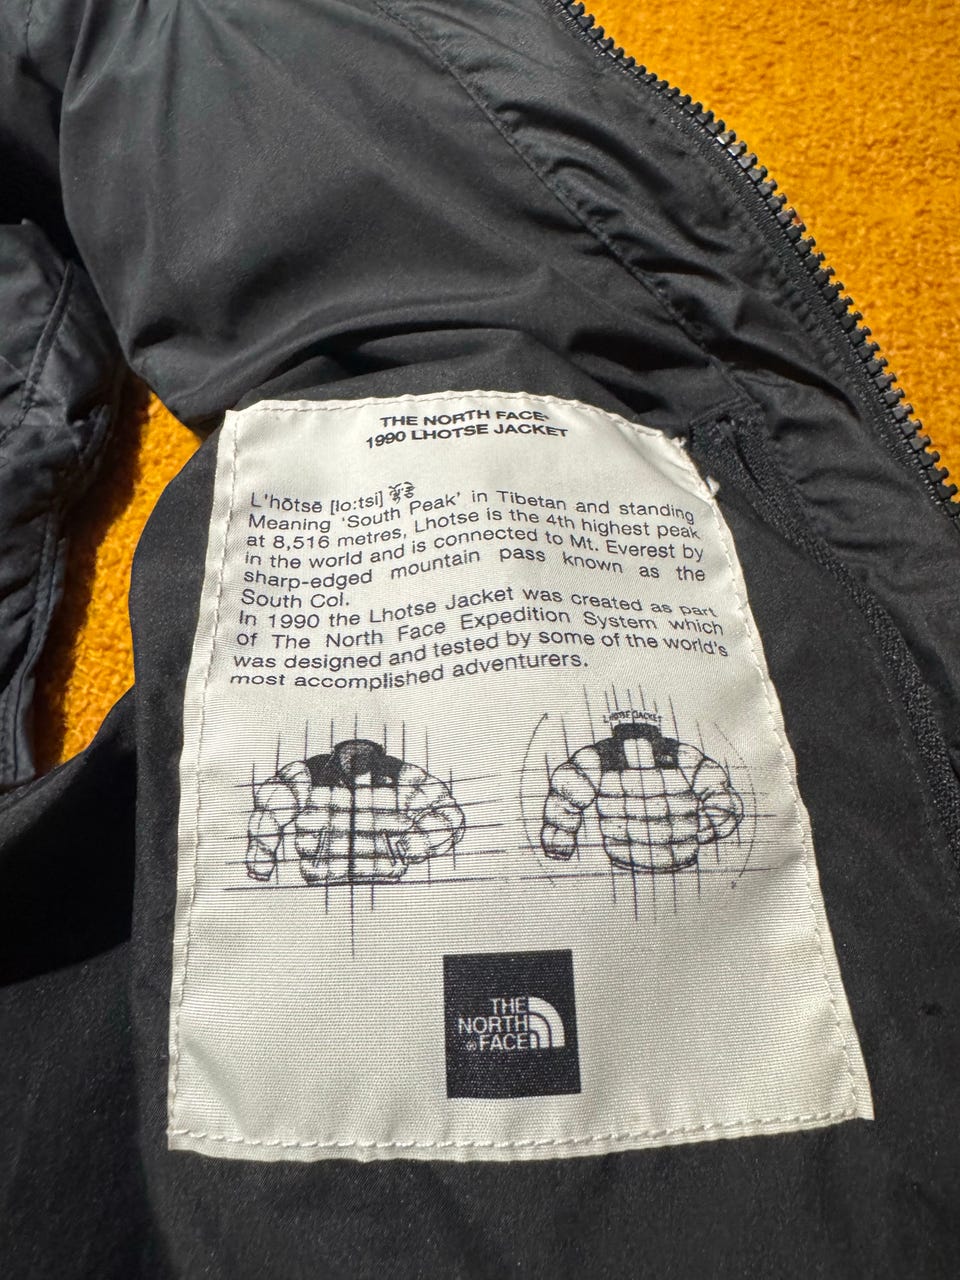 THE NORTH FACE®
1990 LHOTSE JACKET
L'hōtsē [lo:tsi]
Meaning 'South Peak' in Tibetan and standing
at 8,516 metres, Lhotse is the 4th highest peak
in the world and is connected to Mt. Everest by
sharp-edged mountain pass known as the
South Col.
In 1990 the Lhotse Jacket was created as part
of The North Face Expedition System which
was designed and tested by some of the world's
most accomplished adventurers.
LHOTSE JACKET
THE
NORTH
®FACE